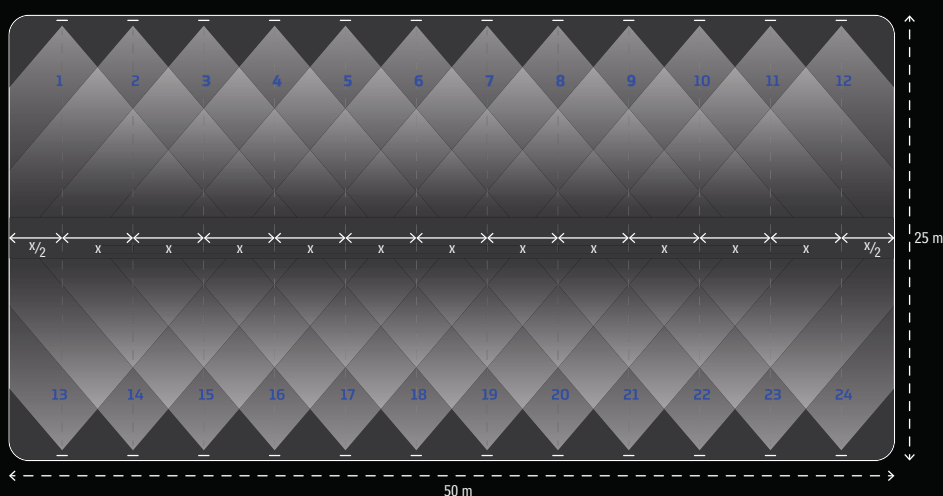 1 2 3 4 5 6 7 8 9 10 11 12
25 m
x/2 x x x x x x x x x x x x/2
13 14 15 16 17 18 19 20 21 22 23 24
50 m